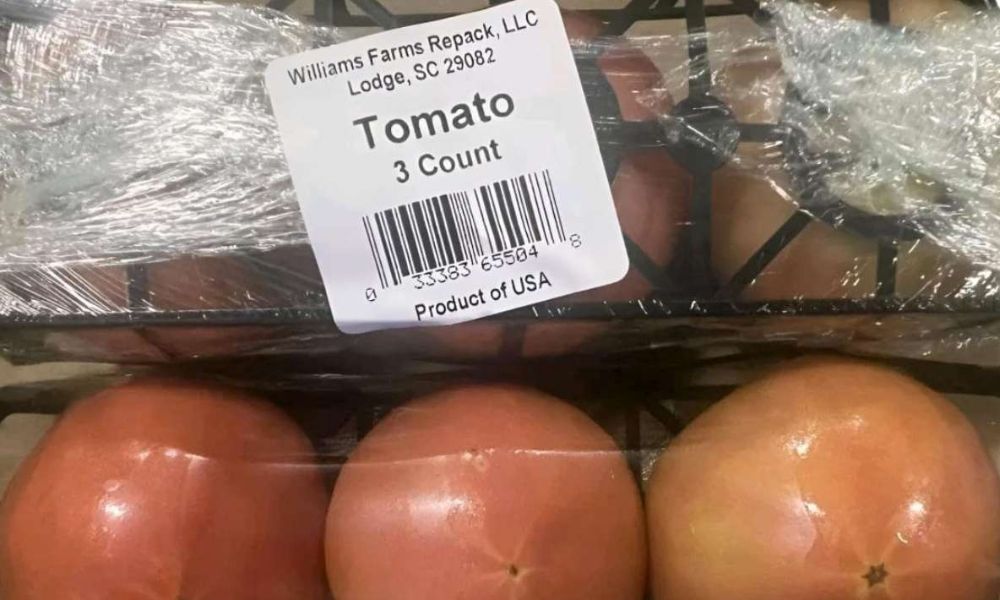 Williams Farms Repack, LLC
Lodge, SC 29082
Tomato
3 Count
0 33383 65504 8
Product of USA